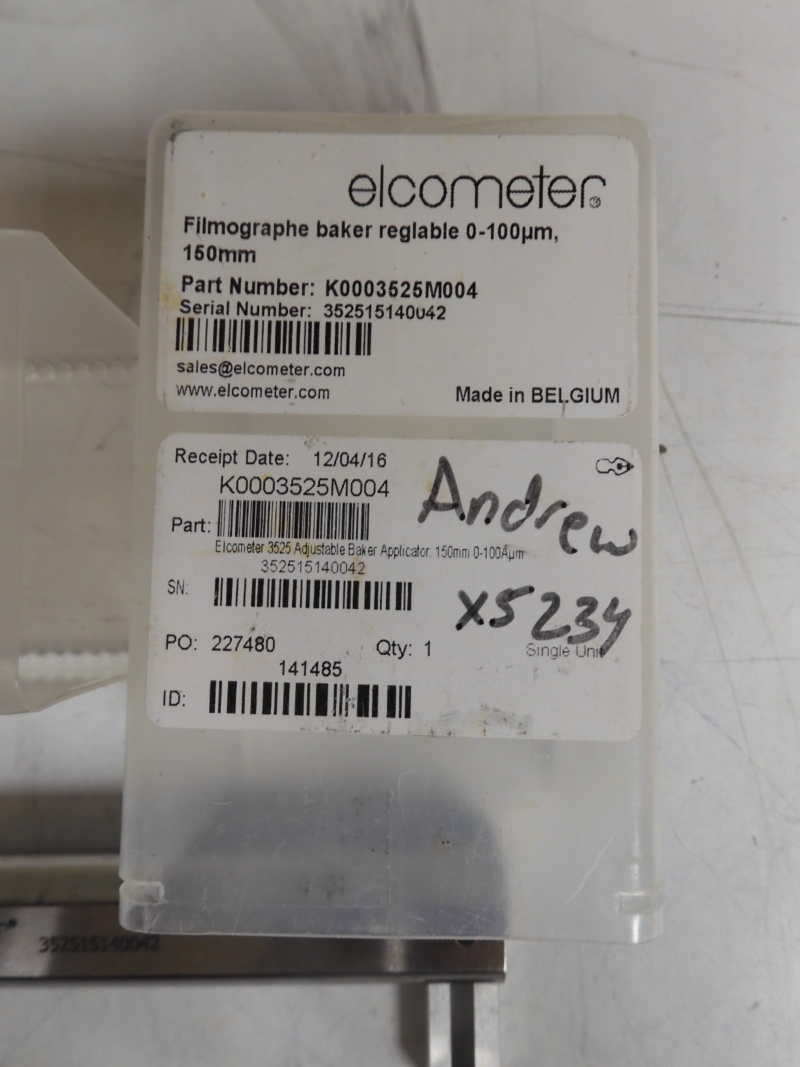 elcometer
Filmographe baker reglable 0-100µm,
150mm
Part Number: K0003525M004
Serial Number: 352515140042
sales@elcometer.com
www.elcometer.com
Made in BELGIUM
Receipt Date: 12/04/16
K0003525M004
Part:
Elcometer 3525 Adjustable Baker Applicator: 150mm 0-100Âµm
352515140042
SN:
PO: 227480 Qty: 1
Single Unit
141485
ID:
Andrew
x5234
352515140042